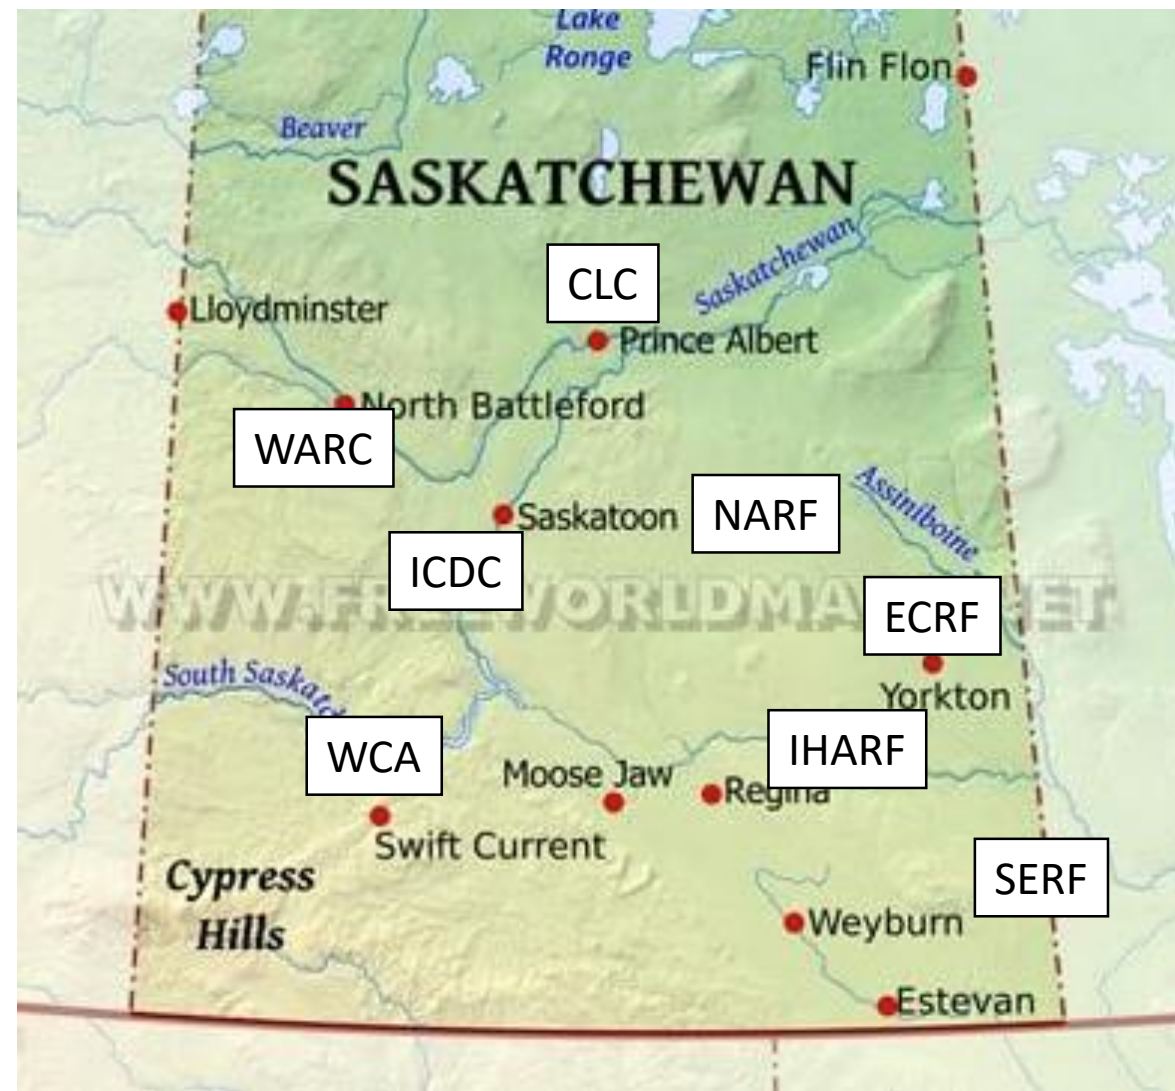 Lake
Ronge
Flin Flon
Beaver
SASKATCHEWAN
CLC
Saskatchewan
Lloydminster
Prince Albert
North Battleford
WARC
Saskatoon
NARF
Assiniboine
ICDC
ECRF
South
Yorkton
WCA
IHARF
Moose Jaw
Regina
Swift Current
Cypress
Hills
SERF
Weyburn
Estevan